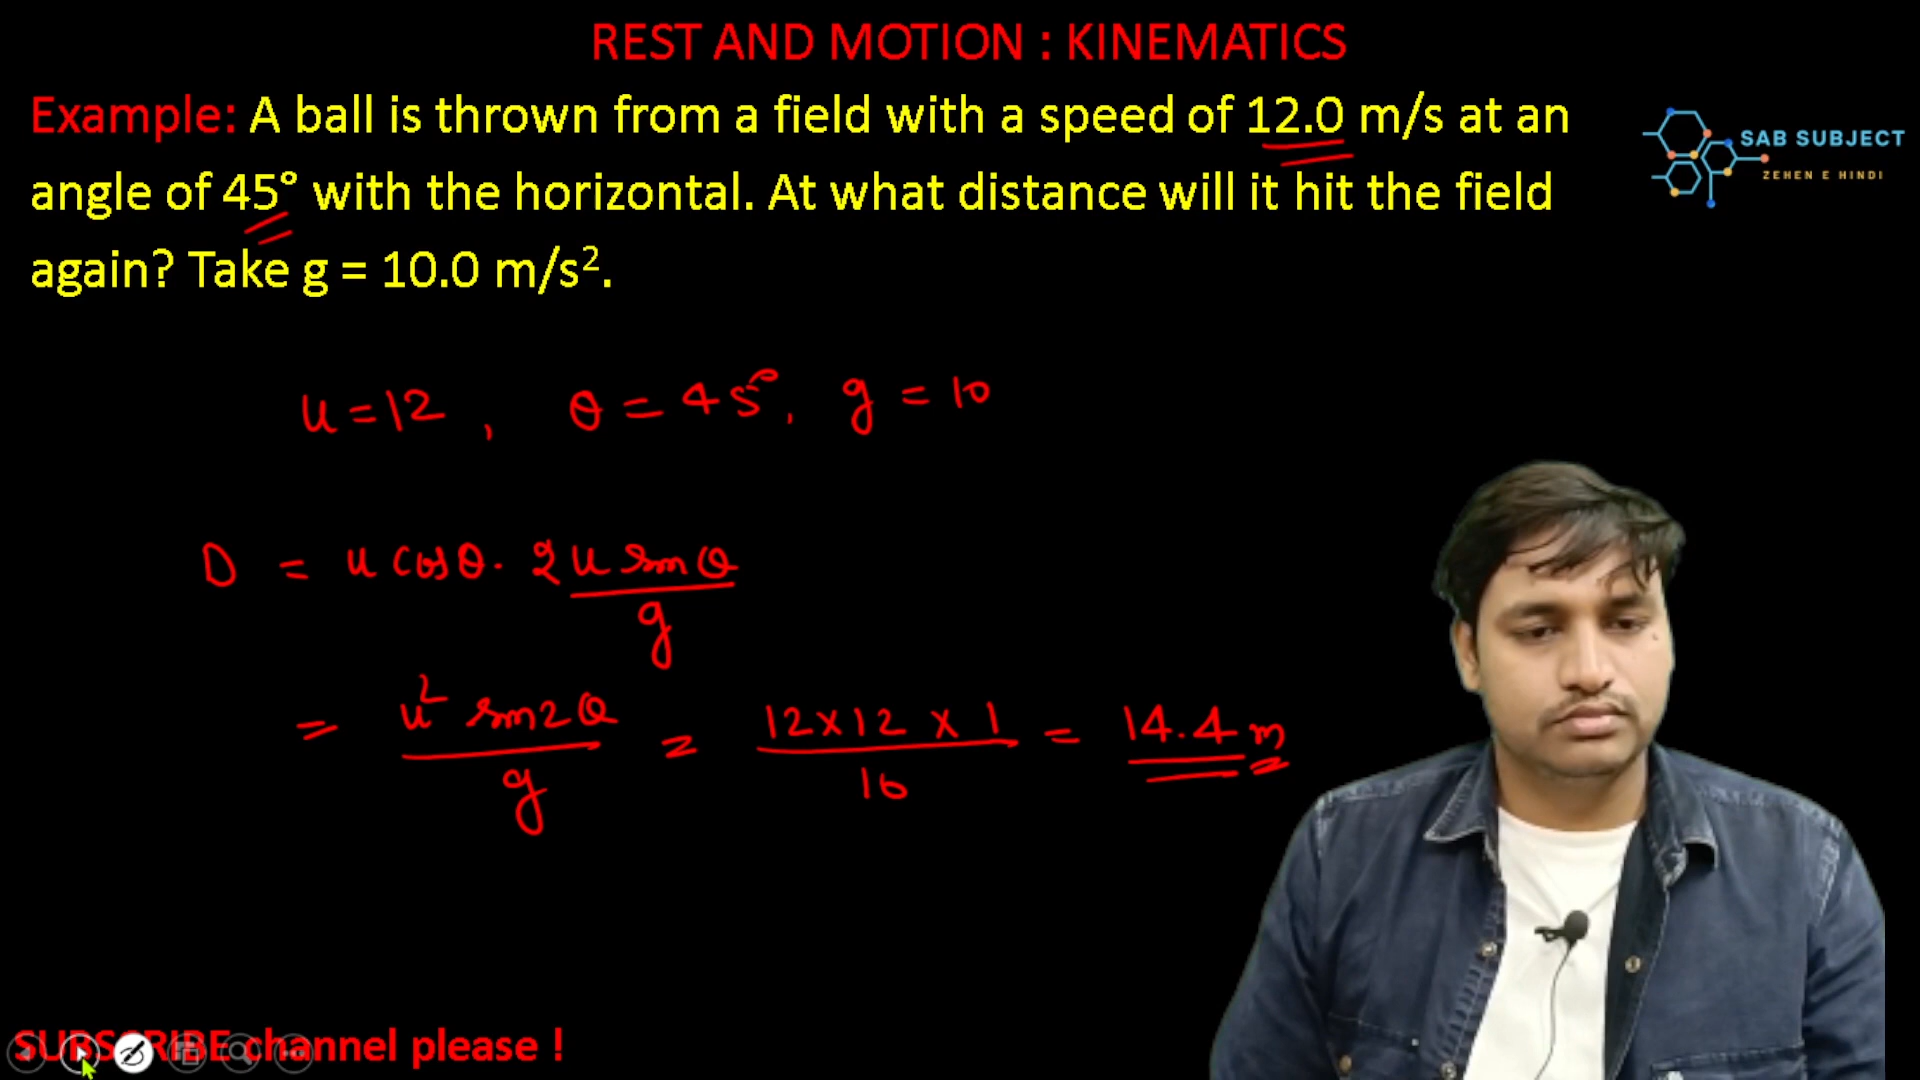 REST AND MOTION : KINEMATICS
Example: A ball is thrown from a field with a speed of 12.0 m/s at an
angle of 45° with the horizontal. At what distance will it hit the field
again? Take g = 10.0 m/s².
SAB SUBJECT
ZEHEN E HINDI
u = 12 , θ = 45°, g = 10
D = u cosθ . 2 u sinθ / g
= u² sin2θ / g = 12 x 12 x 1 / 10 = 14.4 m
SUBSCRIBE channel please !